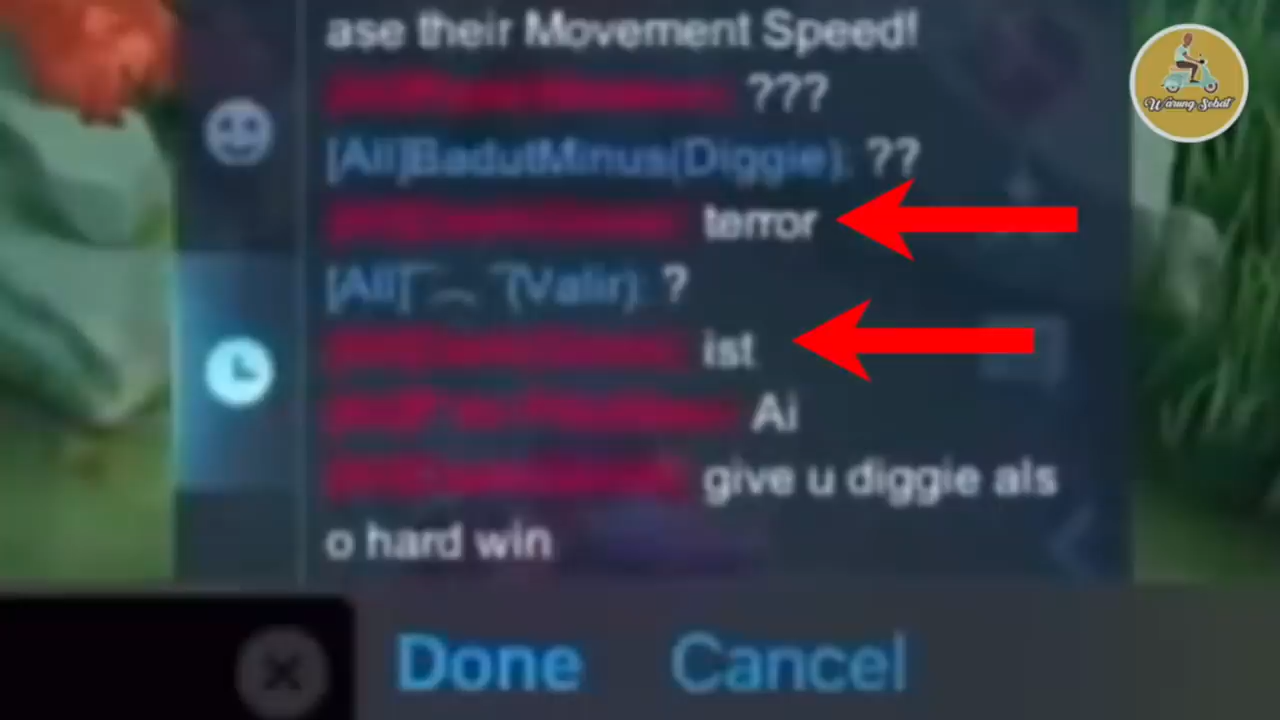 ase their Movement Speed!
???
[All]BadutMinus(Diggie): ??
terror
[All] (Valir): ?
ist
Ai
give u diggie als
o hard win
Done Cancel
Warung Sobat